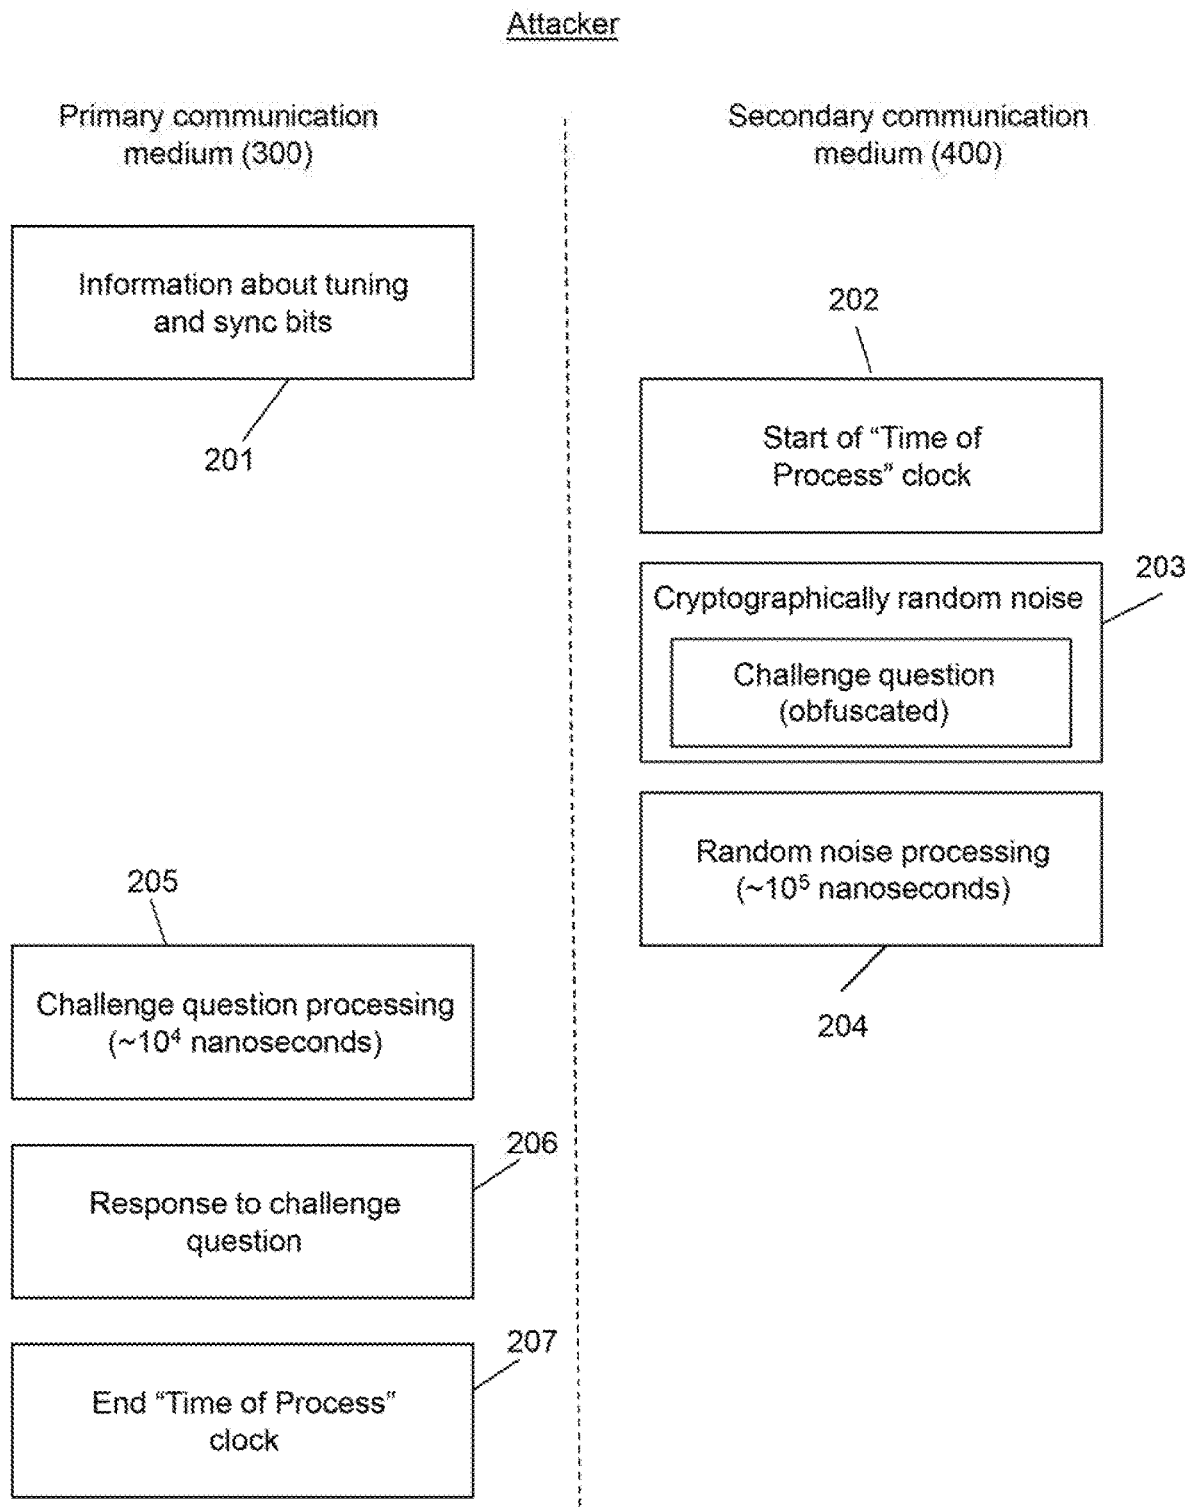 Attacker
Primary communication
medium (300)
Secondary communication
medium (400)
Information about tuning
and sync bits
201
202
Start of “Time of
Process” clock
203
Cryptographically random noise
Challenge question
(obfuscated)
Random noise processing
(~10⁵ nanoseconds)
204
205
Challenge question processing
(~10⁴ nanoseconds)
206
Response to challenge
question
207
End “Time of Process”
clock